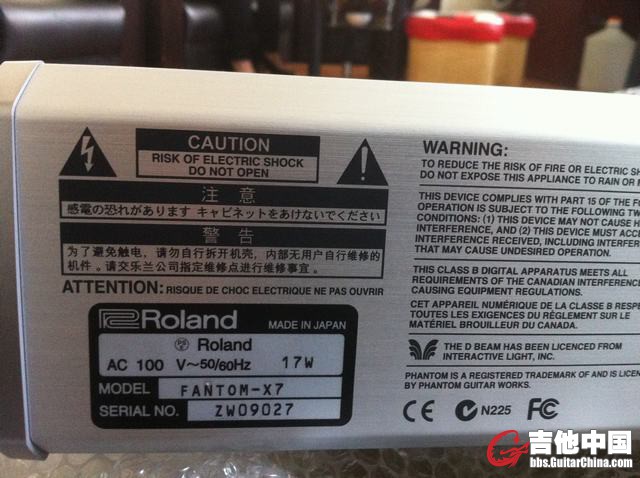 CAUTION
RISK OF ELECTRIC SHOCK
DO NOT OPEN
注 意
感電の恐れがあります キャビネットをあけないでください
警 告
为了避免触电，请勿自行拆开机壳，内部无用户自行维修的
机件。请交乐兰公司指定维修点进行维修事宜。
ATTENTION: RISQUE DE CHOC ELECTRIQUE NE PAS OUVRIR
Roland
MADE IN JAPAN
PS E Roland
AC 100 V~50/60Hz 17W
MODEL FANTOM-X7
SERIAL NO. ZW09027
WARNING:
TO REDUCE THE RISK OF FIRE OR ELECTRIC
DO NOT EXPOSE THIS APPLIANCE TO RAIN
THIS DEVICE COMPLIES WITH PART 15 OF THE
OPERATION IS SUBJECT TO THE FOLLOWING
CONDITIONS: (1) THIS DEVICE MAY NOT CAUSE
INTERFERENCE, AND (2) THIS DEVICE MUST
INTERFERENCE RECEIVED, INCLUDING
THAT MAY CAUSE UNDESIRED OPERATION.
THIS CLASS B DIGITAL APPARATUS MEETS ALL
REQUIREMENTS OF THE CANADIAN
CAUSING EQUIPMENT REGULATIONS.
CET APPAREIL NUMÉRIQUE DE LA CLASSE B
TOUTES LES EXIGENCES DU RÈGLEMENT SUR LE
MATÉRIEL BROUILLEUR DU CANADA.
THE D BEAM HAS BEEN LICENCED FROM
INTERACTIVE LIGHT, INC.
PHANTOM IS A REGISTERED TRADEMARK OF AND IS
BY PHANTOM GUITAR WORKS.
CE N225 FC
吉他中国
bbs.GuitarChina.com